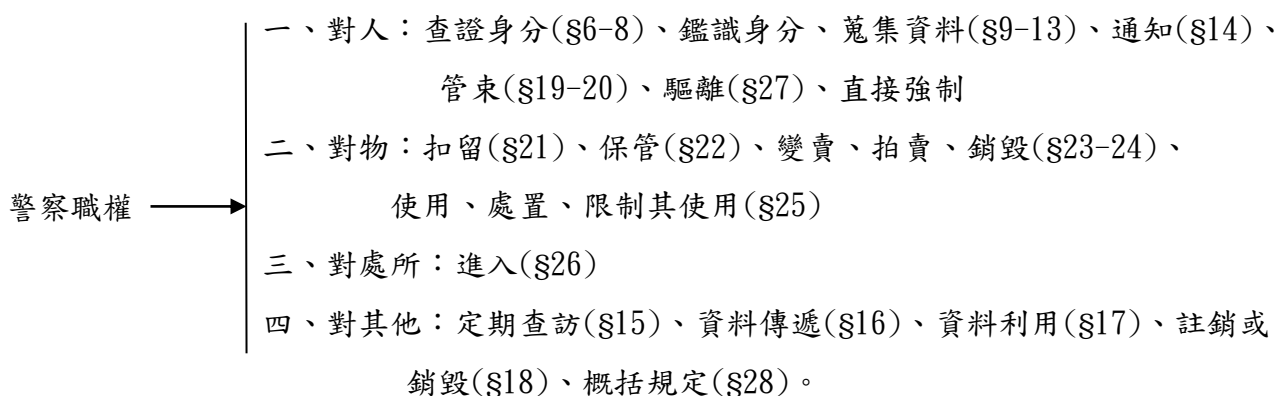 一、對人：查證身分(§6-8)、鑑識身分、蒐集資料(§9-13)、通知(§14)、
管束(§19-20)、驅離(§27)、直接強制
二、對物：扣留(§21)、保管(§22)、變賣、拍賣、銷毀(§23-24)、
使用、處置、限制其使用(§25)
警察職權
三、對處所：進入(§26)
四、對其他：定期查訪(§15)、資料傳遞(§16)、資料利用(§17)、註銷或
銷毀(§18)、概括規定(§28)。